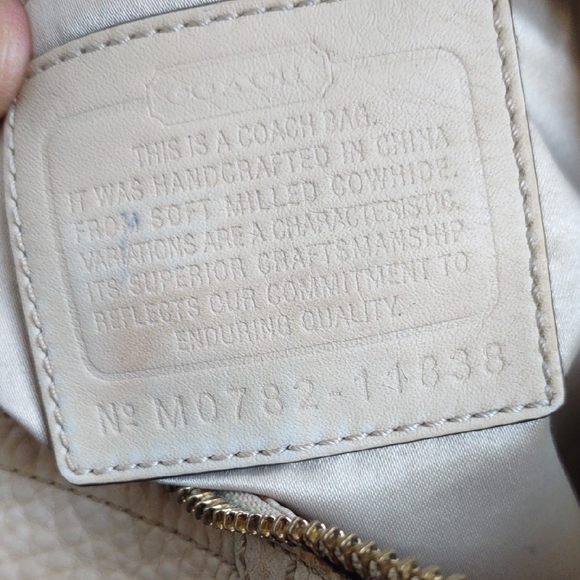 COACH
THIS IS A COACH BAG.
IT WAS HANDCRAFTED IN CHINA
FROM SOFT MILLED COWHIDE.
VARIATIONS ARE A CHARACTERISTIC.
ITS SUPERIOR CRAFTSMANSHIP
REFLECTS OUR COMMITMENT TO
ENDURING QUALITY.
Nº M0782-14838